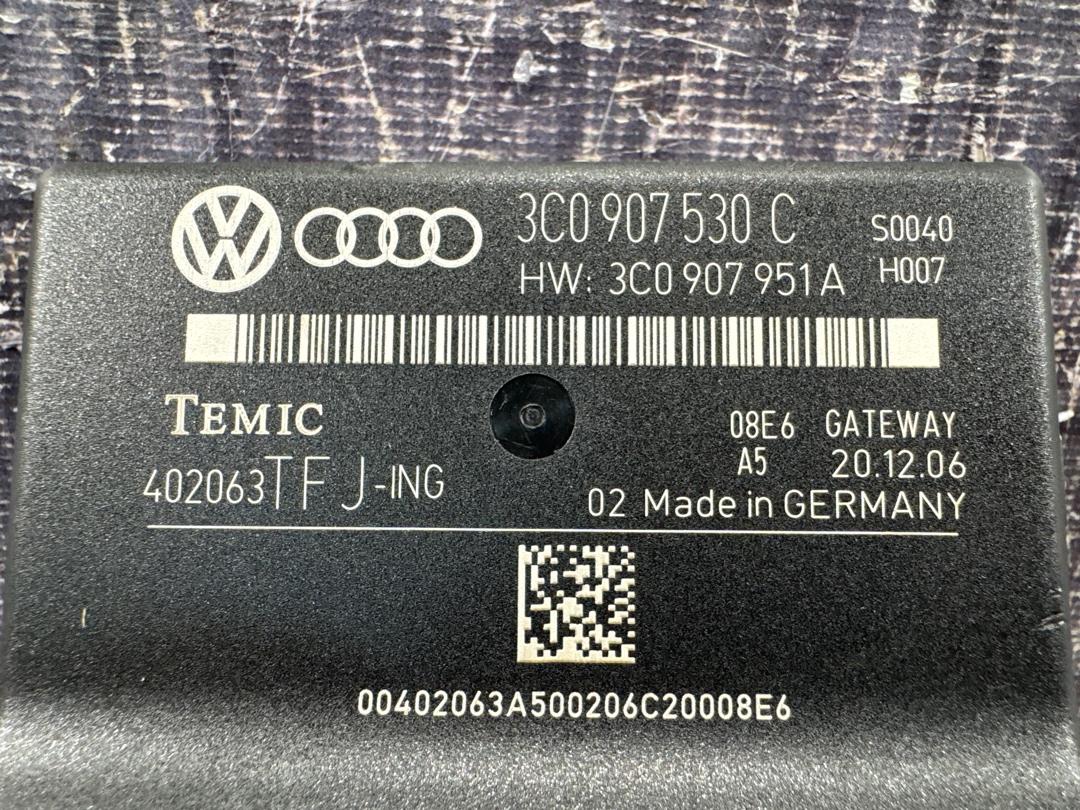 3C0 907 530 C
S0040
HW: 3C0 907 951 A
H007
TEMIC
402063TFJ-ING
08E6 GATEWAY
A5 20.12.06
02 Made in GERMANY
00402063A500206C20008E6